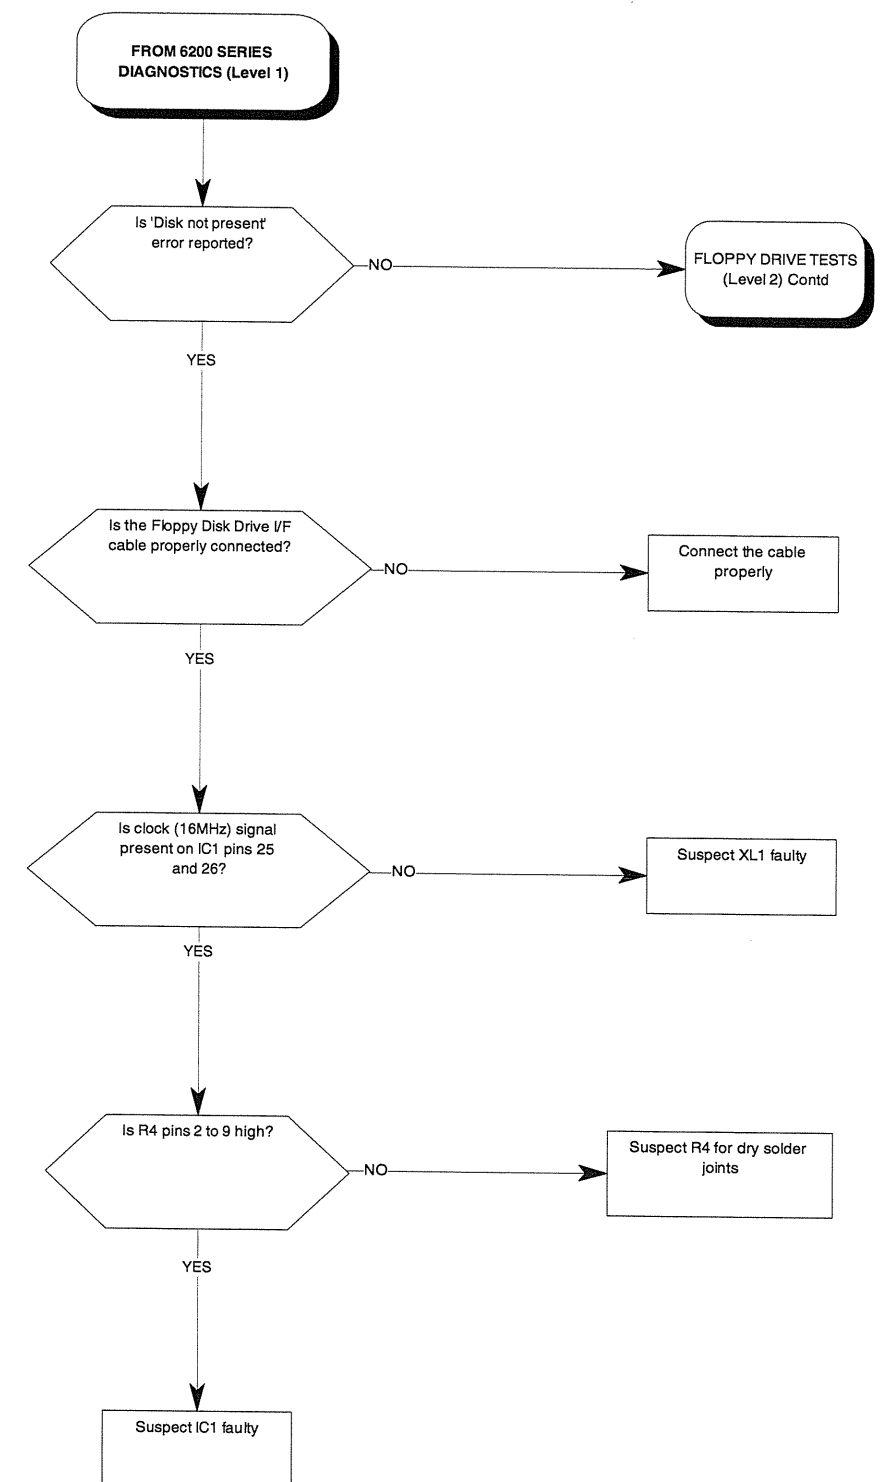 FROM 6200 SERIES
DIAGNOSTICS (Level 1)
Is 'Disk not present'
error reported?
NO
FLOPPY DRIVE TESTS
(Level 2) Contd
YES
Is the Floppy Disk Drive I/F
cable properly connected?
NO
Connect the cable
properly
YES
Is clock (16MHz) signal
present on IC1 pins 25
and 26?
NO
Suspect XL1 faulty
YES
Is R4 pins 2 to 9 high?
NO
Suspect R4 for dry solder
joints
YES
Suspect IC1 faulty